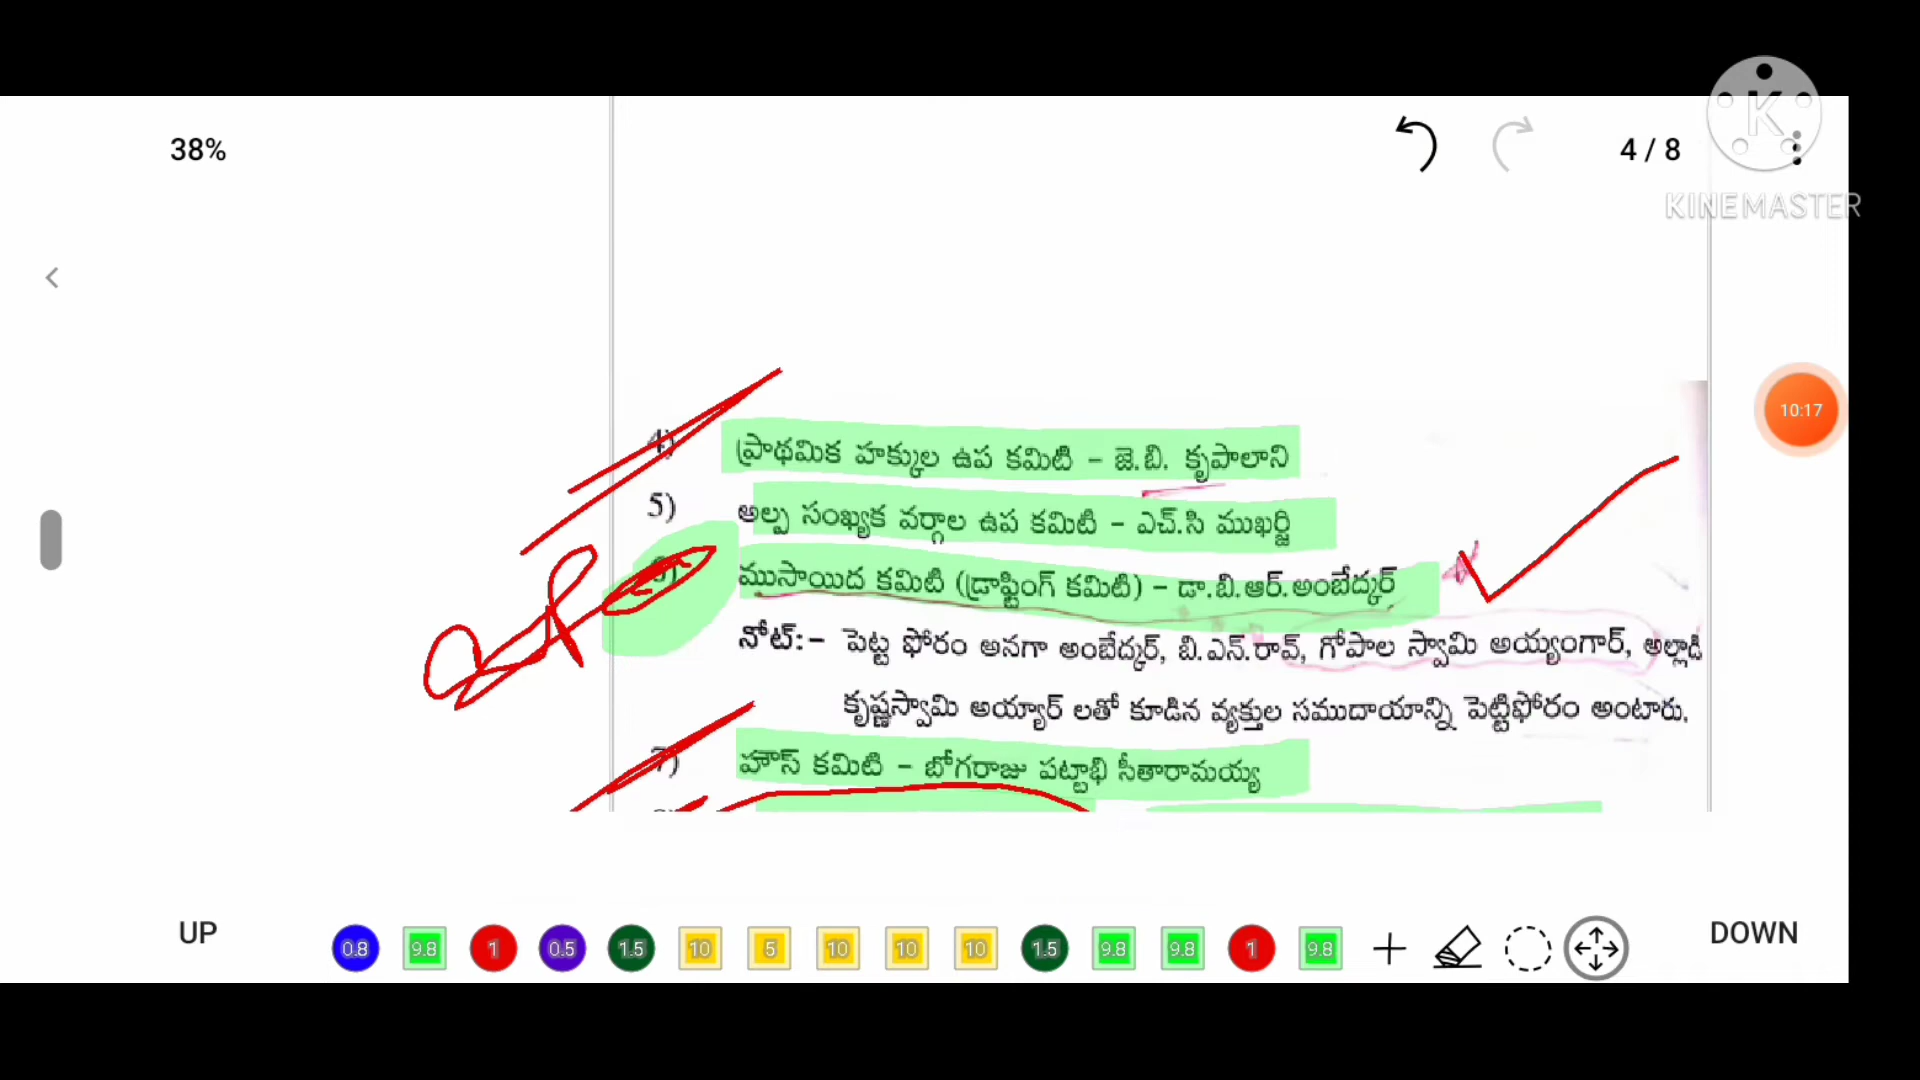 38%
4 / 8
KINEMASTER
10:17
4) ప్రాథమిక హక్కుల ఉప కమిటి – జె.బి. కృపాలాని
5) అల్ప సంఖ్యక వర్గాల ఉప కమిటి – ఎచ్.సి ముఖర్జి
6) ముసాయిద కమిటి (డ్రాఫ్టింగ్ కమిటి) – డా.బి.ఆర్.అంబేద్కర్
నోట్:– పెట్ట ఫోరం అనగా అంబేద్కర్, బి.ఎన్.రావ్, గోపాల స్వామి అయ్యంగార్, అల్లాడి
కృష్ణస్వామి అయ్యార్ లతో కూడిన వ్యక్తుల సముదాయాన్ని పెట్టిఫోరం అంటారు.
7) హౌస్ కమిటి – బోగరాజు పట్టాభి సీతారామయ్య
UP 0.8 9.8 1 0.5 1.5 10 5 10 10 10 1.5 9.8 9.8 1 9.8 DOWN